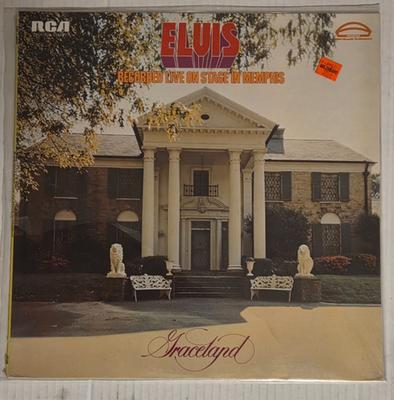 RCA
ELVIS
RECORDED LIVE ON STAGE IN MEMPHIS
Graceland